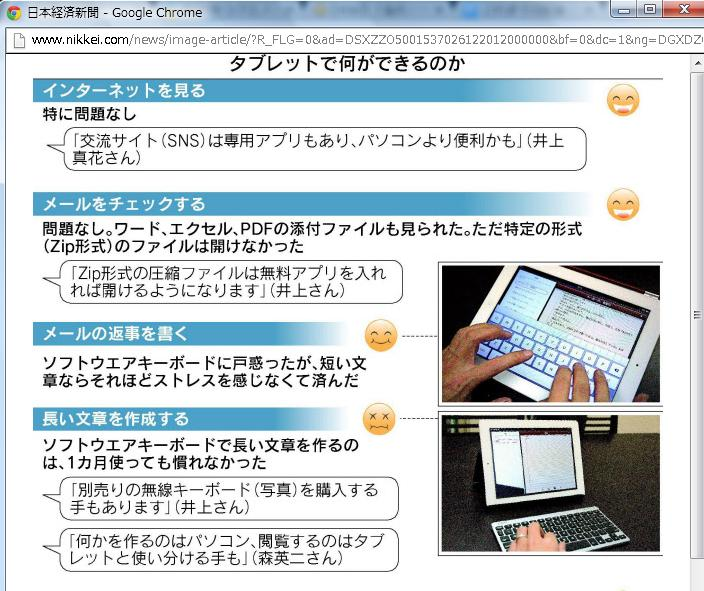 日本経済新聞 - Google Chrome
www.nikkei.com/news/image-article/?R_FLG=0&ad=DSXZZO5001537026122012000000&bf=0&dc=1&ng=DGXDZO
タブレットで何ができるのか
インターネットを見る
特に問題なし
「交流サイト(SNS)は専用アプリもあり、パソコンより便利かも」(井上
真花さん)
メールをチェックする
問題なし。ワード、エクセル、PDFの添付ファイルも見られた。ただ特定の形式
(Zip形式)のファイルは開けなかった
「Zip形式の圧縮ファイルは無料アプリを入れ
れば開けるようになります」(井上さん)
メールの返事を書く
ソフトウエアキーボードに戸惑ったが、短い文
章ならそれほどストレスを感じなくて済んだ
長い文章を作成する
ソフトウエアキーボードで長い文章を作るの
は、1カ月使っても慣れなかった
「別売りの無線キーボード(写真)を購入する
手もあります」(井上さん)
「何かを作るのはパソコン、閲覧するのはタブ
レットと使い分ける手も」(森英二さん)